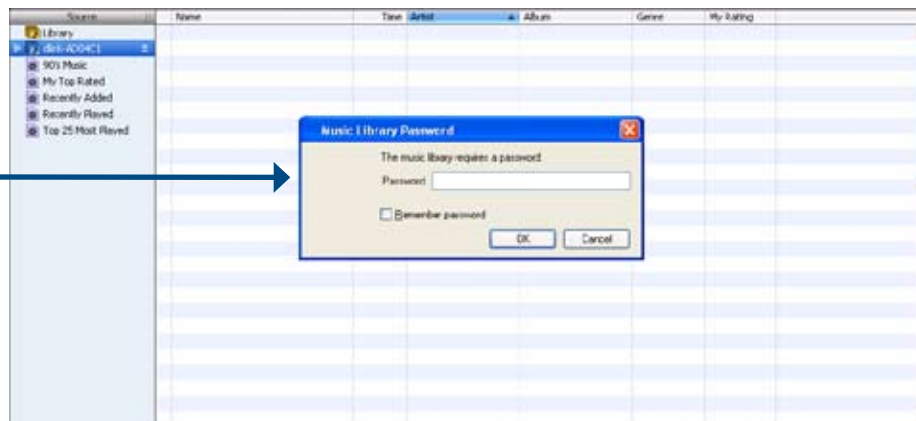 Source Name Time Artist Album Genre My Rating
Library
90's Music
My Top Rated
Recently Added
Recently Played
Top 25 Most Played
Music Library Password
The music library requires a password.
Password
Remember password
OK Cancel